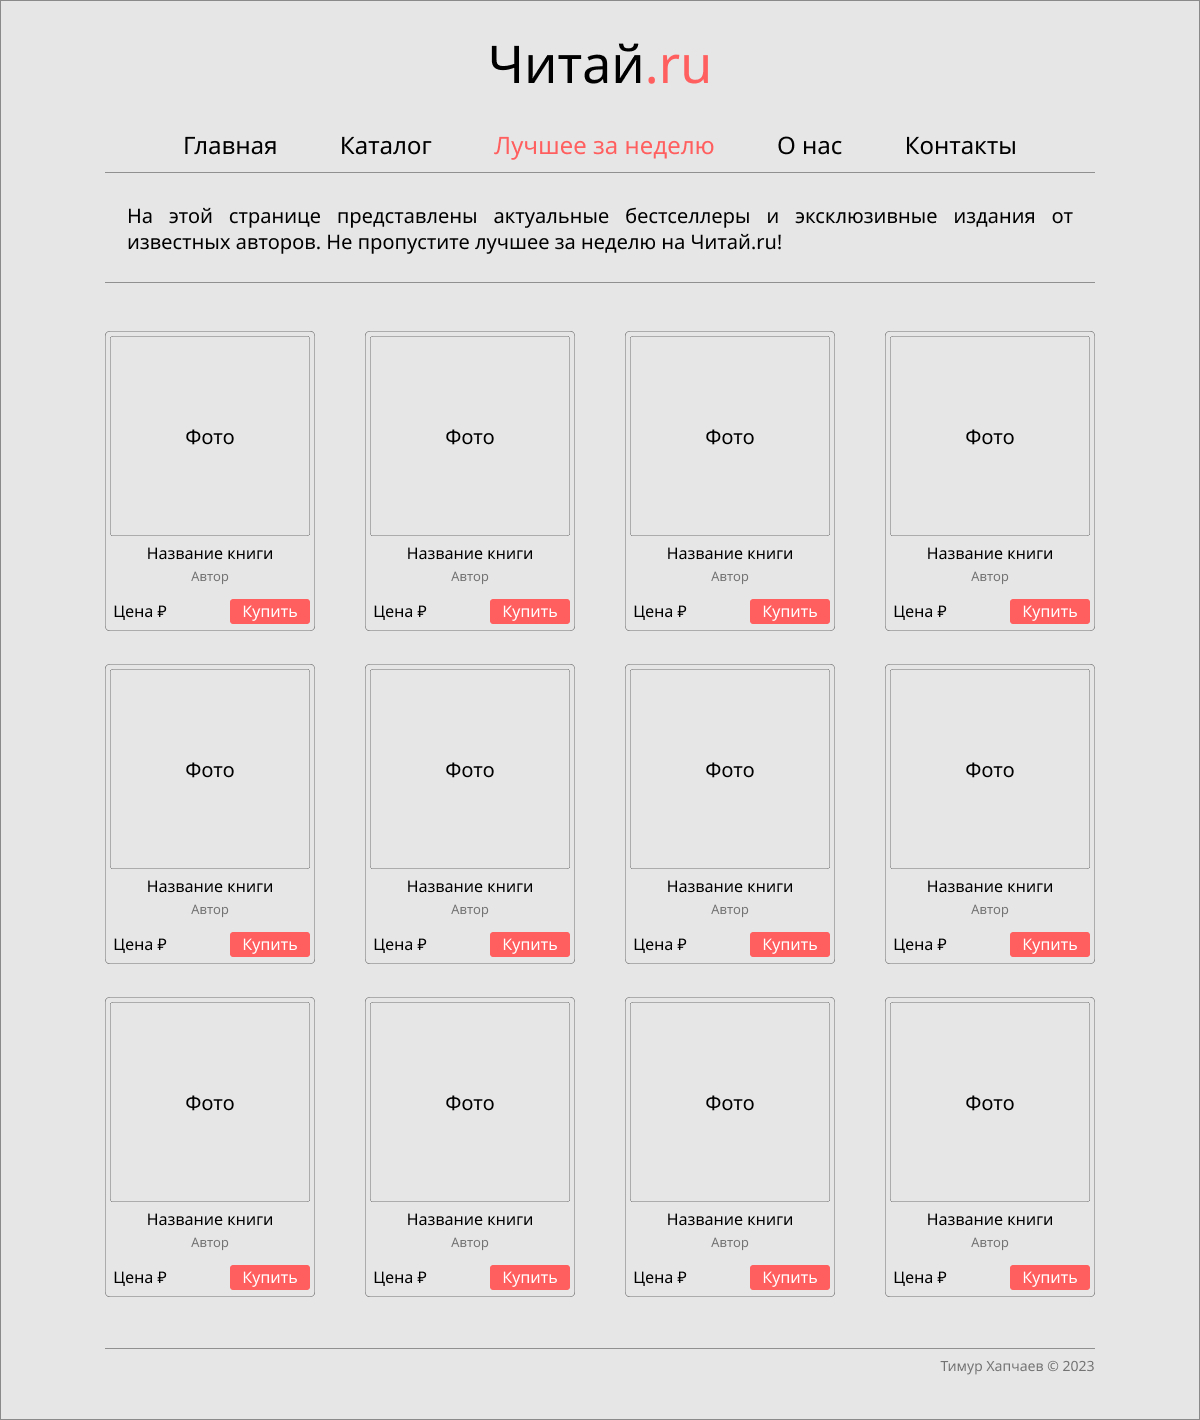 Читай.ru
Главная Каталог Лучшее за неделю О нас Контакты
На этой странице представлены актуальные бестселлеры и эксклюзивные издания от
известных авторов. Не пропустите лучшее за неделю на Читай.ru!
Фото Фото Фото Фото
Название книги Название книги Название книги Название книги
Автор Автор Автор Автор
Цена ₽ Купить Цена ₽ Купить Цена ₽ Купить Цена ₽ Купить
Фото Фото Фото Фото
Название книги Название книги Название книги Название книги
Автор Автор Автор Автор
Цена ₽ Купить Цена ₽ Купить Цена ₽ Купить Цена ₽ Купить
Фото Фото Фото Фото
Название книги Название книги Название книги Название книги
Автор Автор Автор Автор
Цена ₽ Купить Цена ₽ Купить Цена ₽ Купить Цена ₽ Купить
Тимур Хапчаев © 2023